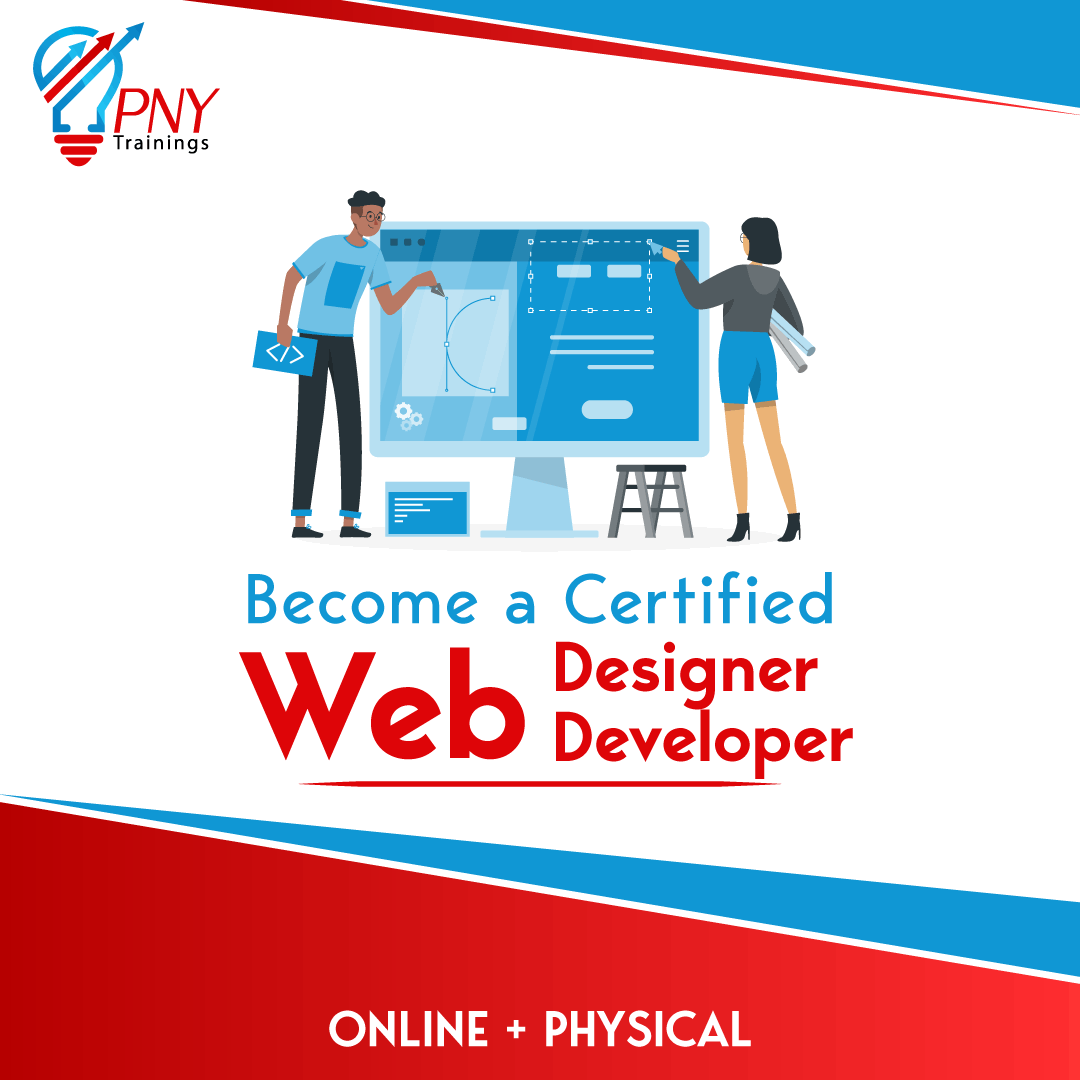 PNY
Trainings
</>
Become a Certified
Web Designer
Developer
ONLINE + PHYSICAL